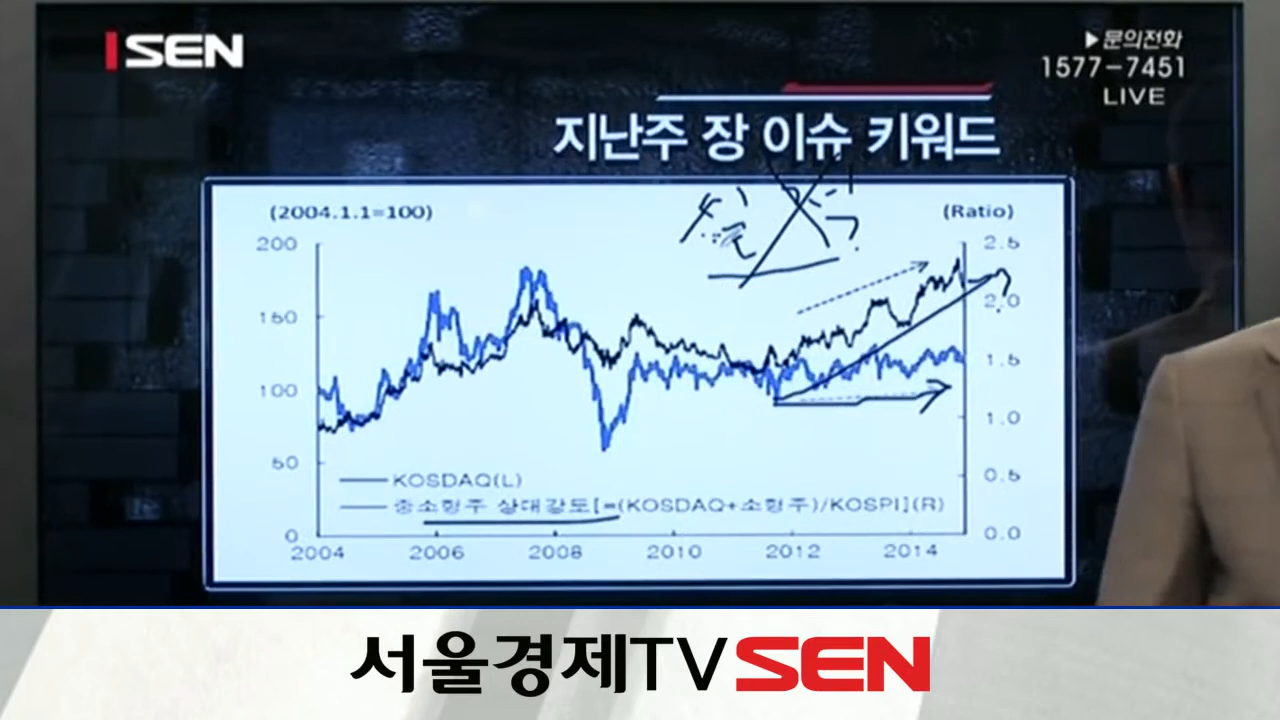 SEN
▶문의전화
1577-7451
LIVE
지난주 장 이슈 키워드
(2004.1.1=100)
(Ratio)
200
150
100
50
0
2.5
2.0
1.5
1.0
0.5
0.0
KOSDAQ(L)
중소형주 상대강도[=(KOSDAQ+소형주)/KOSPI](R)
2004 2006 2008 2010 2012 2014
서울경제TV SEN